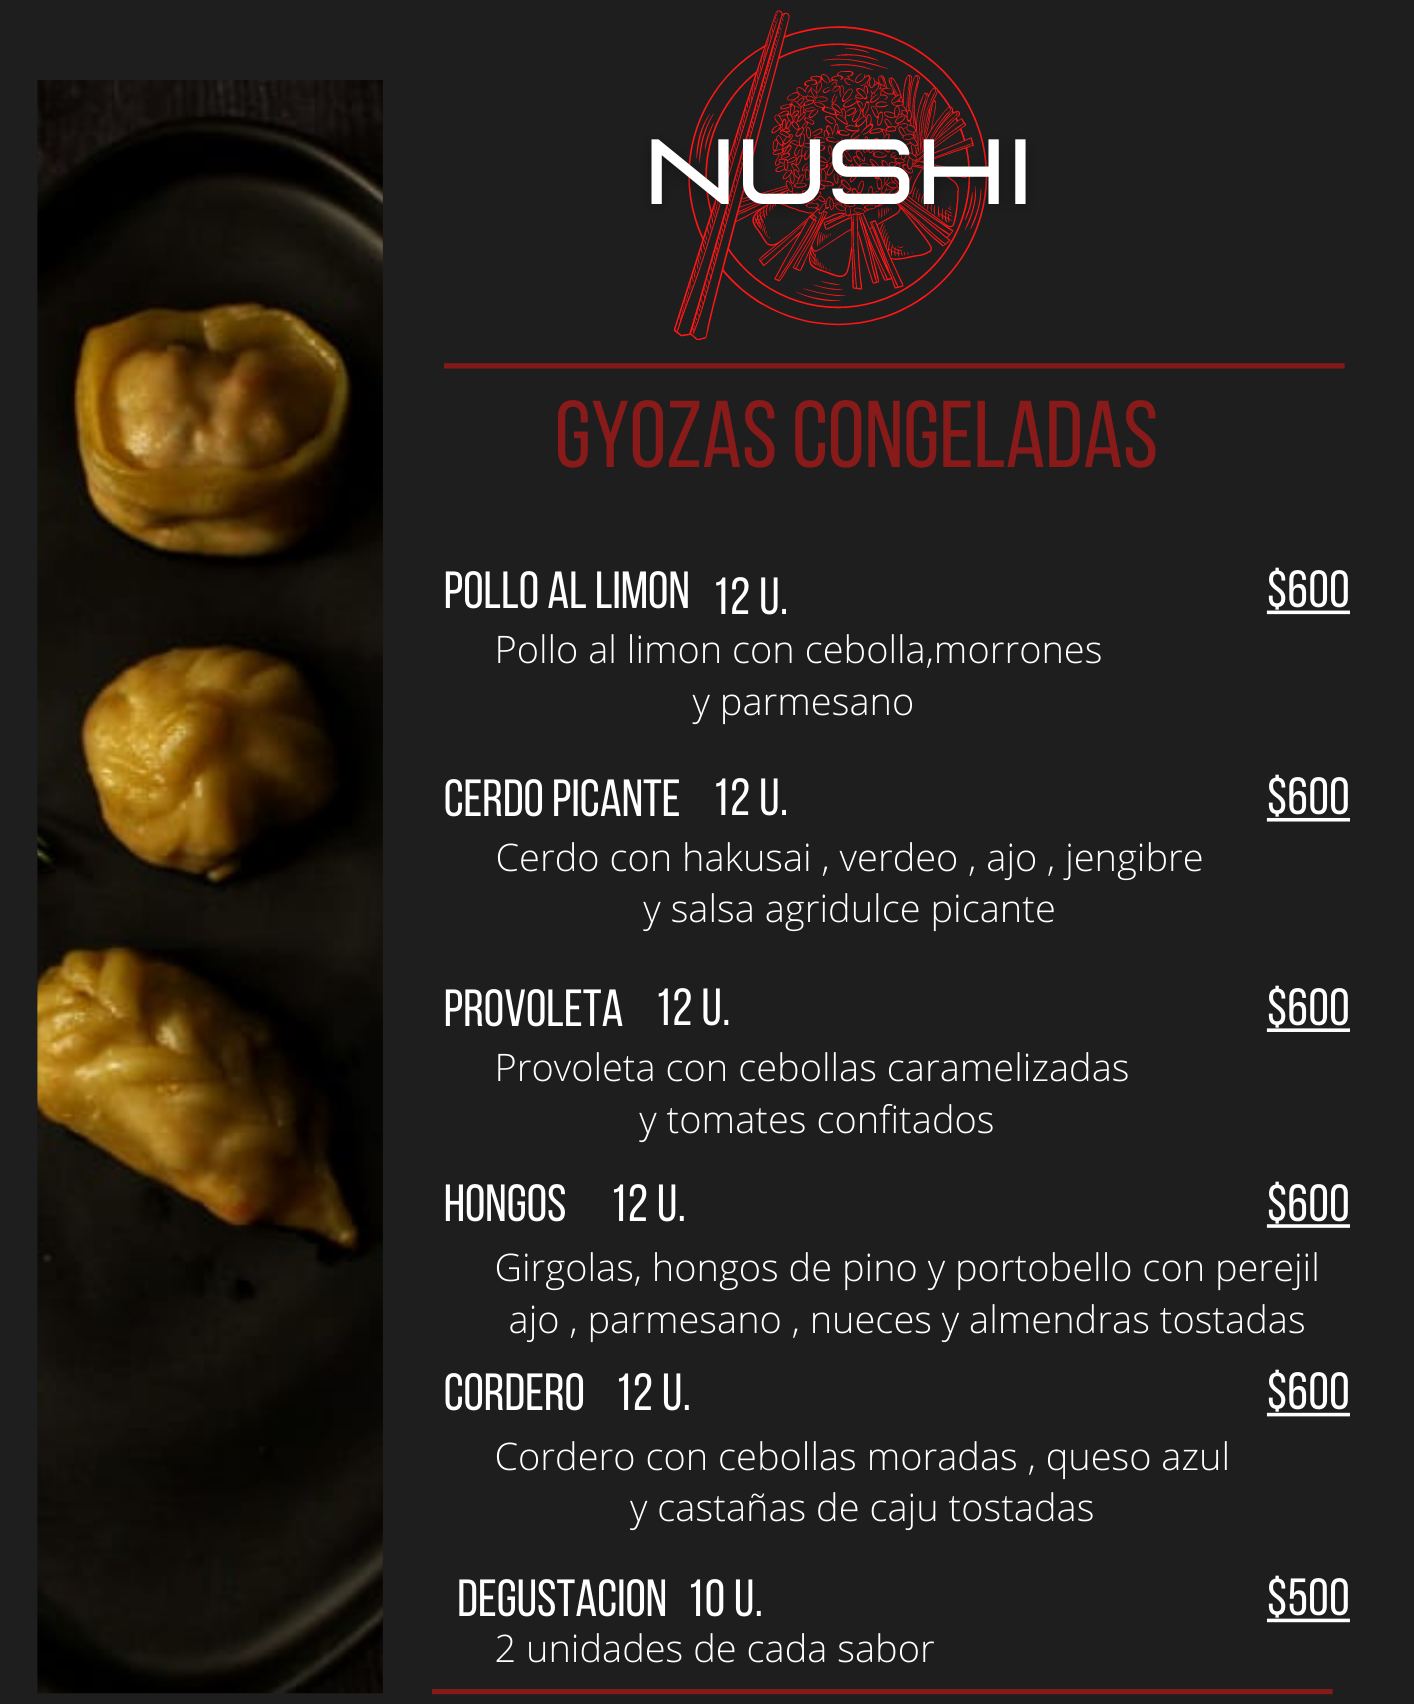 NUSHI
GYOZAS CONGELADAS
POLLO AL LIMON 12 U. $600
Pollo al limon con cebolla,morrones
y parmesano
CERDO PICANTE 12 U. $600
Cerdo con hakusai , verdeo , ajo , jengibre
y salsa agridulce picante
PROVOLETA 12 U. $600
Provoleta con cebollas caramelizadas
y tomates confitados
HONGOS 12 U. $600
Girgolas, hongos de pino y portobello con perejil
ajo , parmesano , nueces y almendras tostadas
CORDERO 12 U. $600
Cordero con cebollas moradas , queso azul
y castañas de caju tostadas
DEGUSTACION 10 U. $500
2 unidades de cada sabor